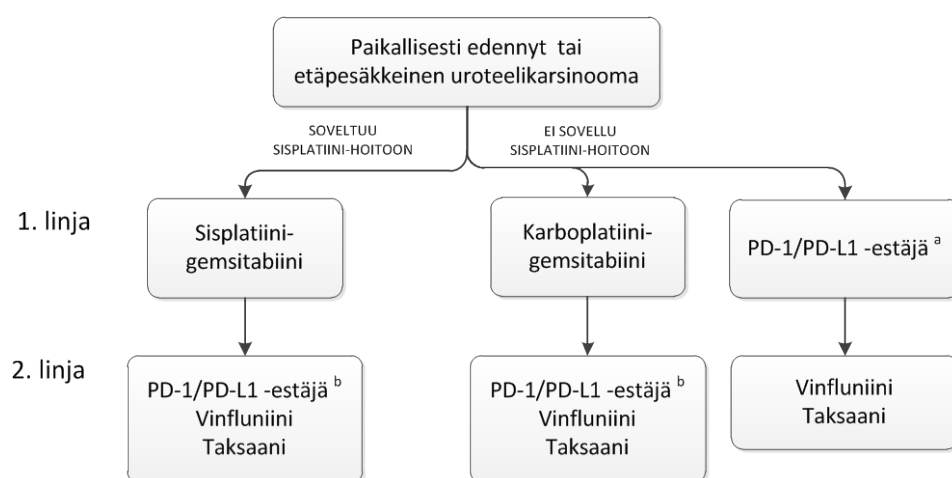 Paikallisesti edennyt tai
etäpesäkkeinen uroteelikarsinooma
SOVELTUU
SISPLATIINI-HOITOON
EI SOVELLU
SISPLATIINI-HOITOON
1. linja
Sisplatiini-
gemsitabiini
Karboplatiini-
gemsitabiini
PD-1/PD-L1 -estäjä a
2. linja
PD-1/PD-L1 -estäjä b
Vinfluniini
Taksaani
PD-1/PD-L1 -estäjä b
Vinfluniini
Taksaani
Vinfluniini
Taksaani